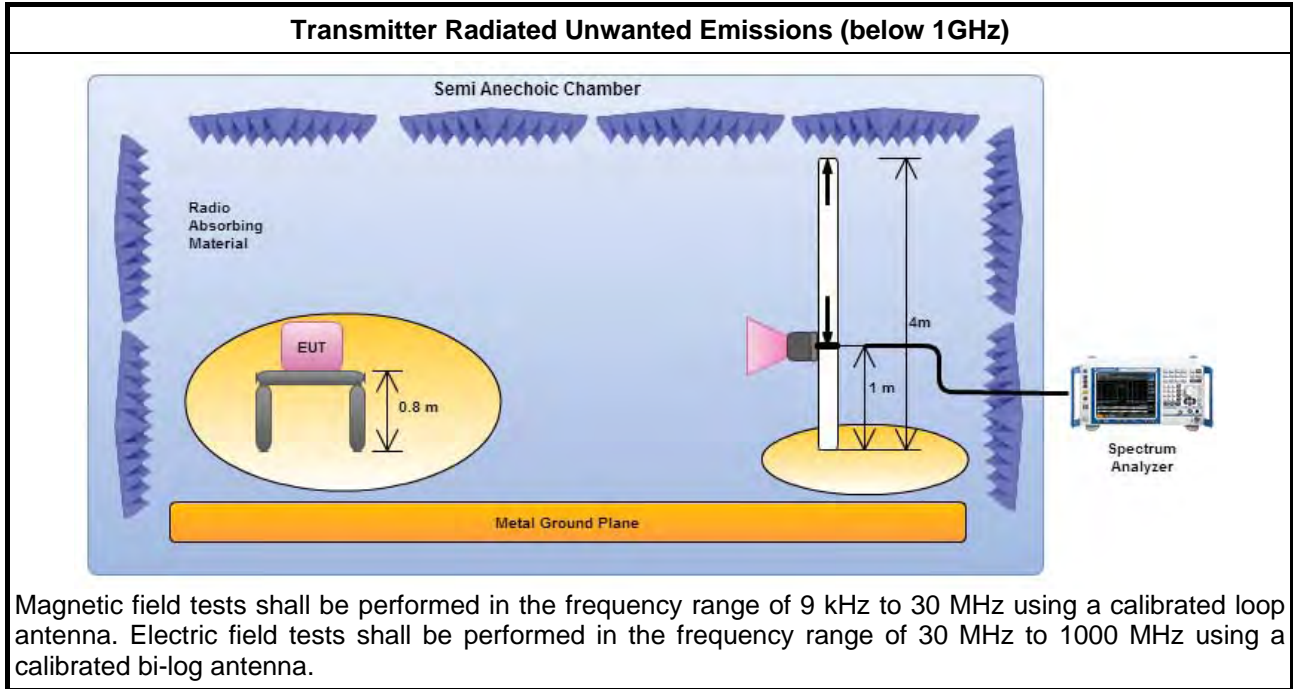 Transmitter Radiated Unwanted Emissions (below 1GHz)
Semi Anechoic Chamber
Radio
Absorbing
Material
EUT
0.8 m
4m
1 m
Spectrum
Analyzer
Metal Ground Plane
Magnetic field tests shall be performed in the frequency range of 9 kHz to 30 MHz using a calibrated loop
antenna. Electric field tests shall be performed in the frequency range of 30 MHz to 1000 MHz using a
calibrated bi-log antenna.